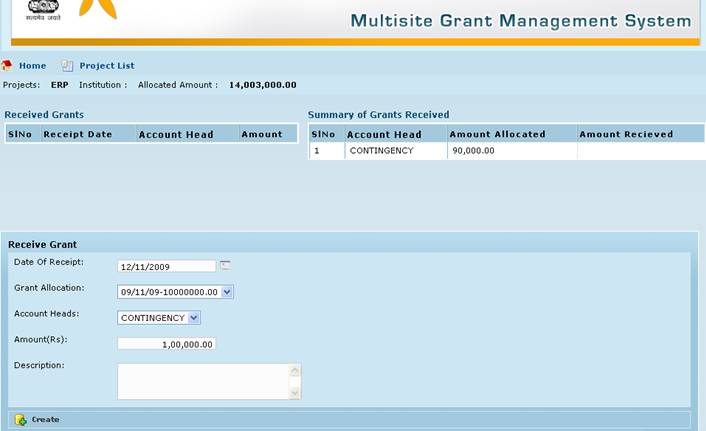 सत्यमेव जयते
Multisite Grant Management System
Home Project List
Projects: ERP Institution : Allocated Amount : 14,003,000.00
Received Grants
SlNo Receipt Date Account Head Amount
Summary of Grants Received
SlNo Account Head Amount Allocated Amount Recieved
1 CONTINGENCY 90,000.00
Receive Grant
Date Of Receipt: 12/11/2009
Grant Allocation: 09/11/09-10000000.00
Account Heads: CONTINGENCY
Amount(Rs): 1,00,000.00
Description:
Create